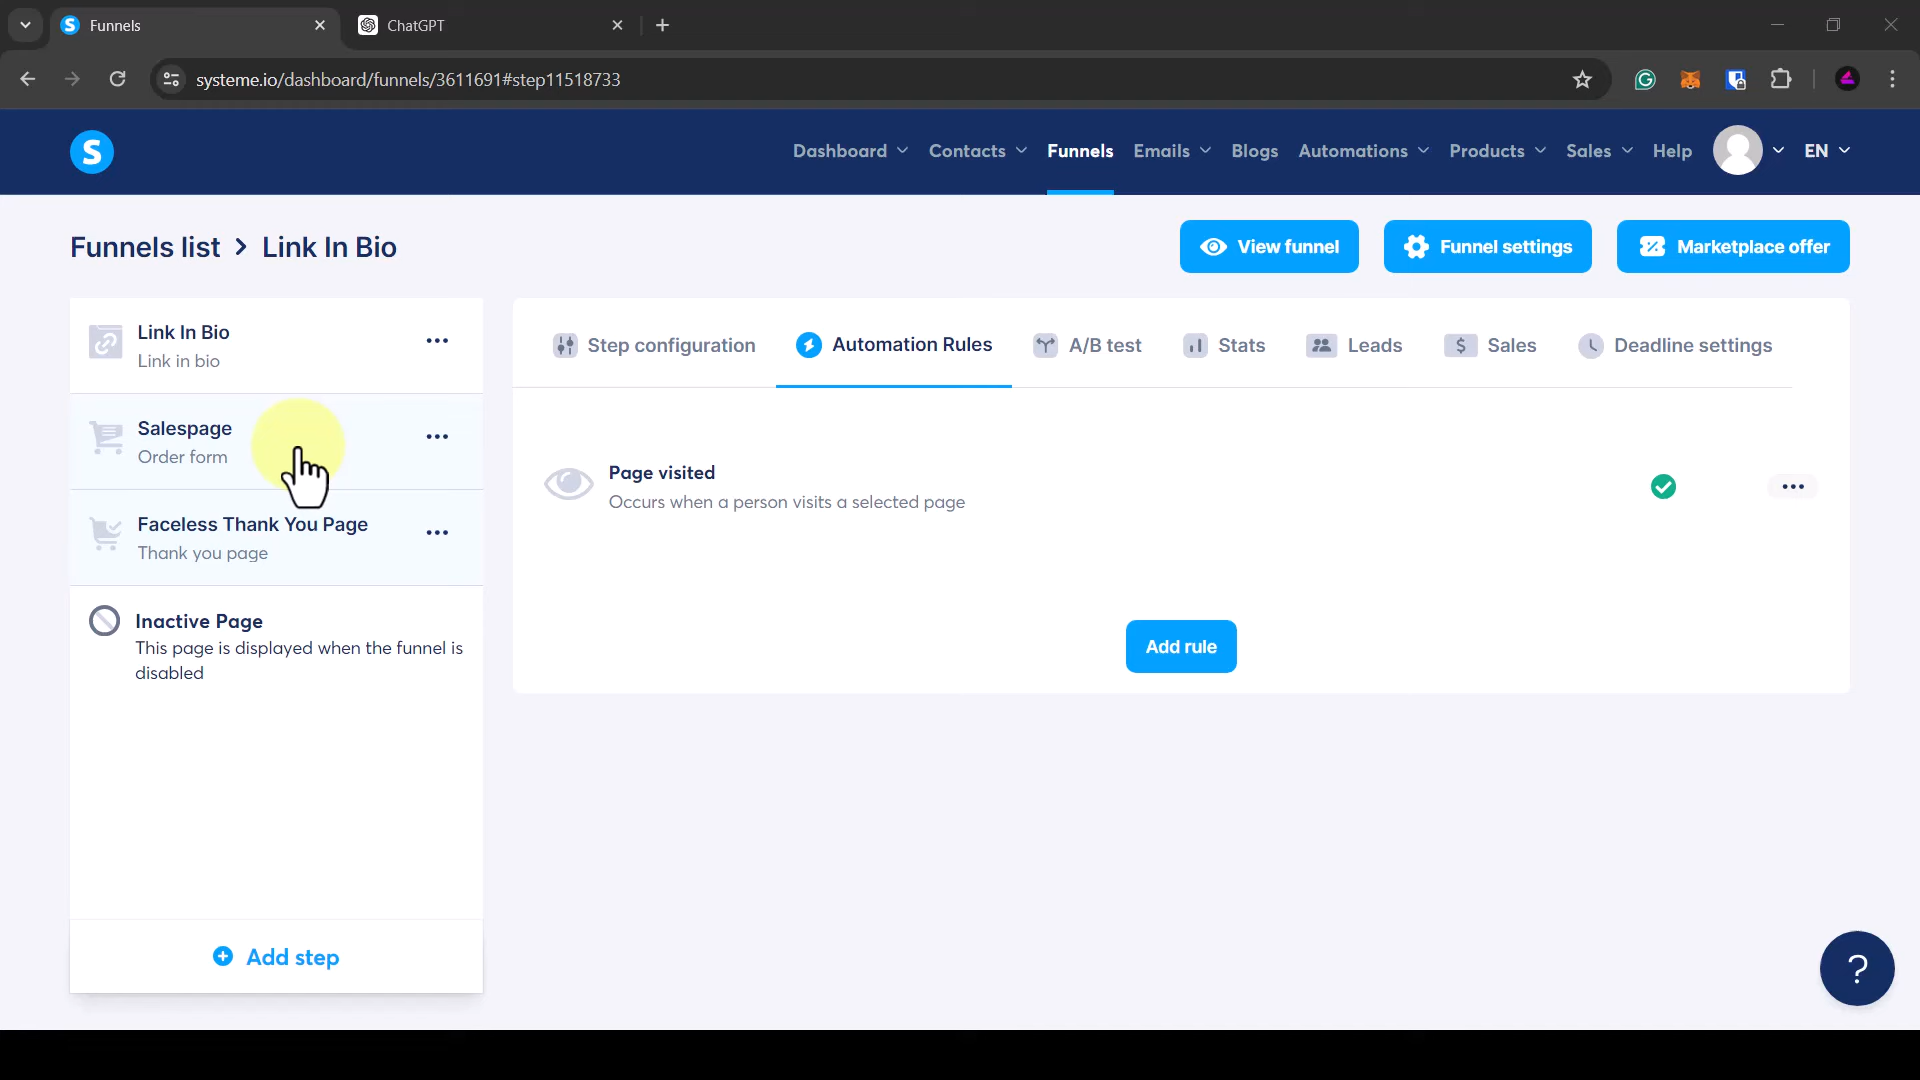 Funnels
ChatGPT
systeme.io/dashboard/funnels/3611691#step11518733
S
Dashboard
Contacts
Funnels
Emails
Blogs
Automations
Products
Sales
Help
EN
Funnels list > Link In Bio
View funnel
Funnel settings
Marketplace offer
Link In Bio
Link in bio
Salespage
Order form
Faceless Thank You Page
Thank you page
Inactive Page
This page is displayed when the funnel is
disabled
Add step
Step configuration
Automation Rules
A/B test
Stats
Leads
$ Sales
Deadline settings
Page visited
Occurs when a person visits a selected page
Add rule
?